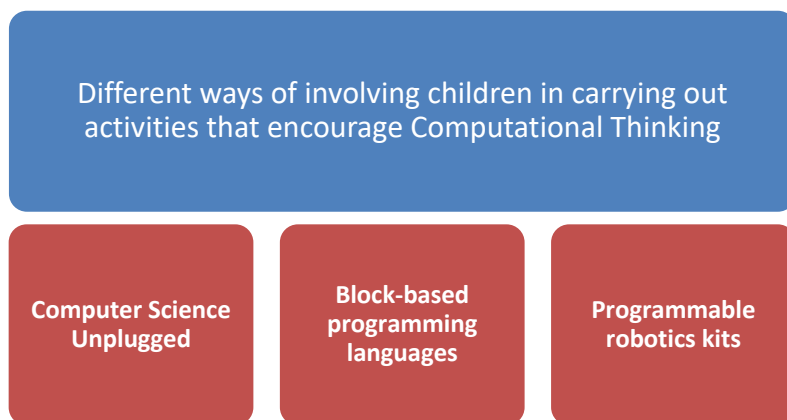 Different ways of involving children in carrying out
activities that encourage Computational Thinking
Computer Science
Unplugged
Block-based
programming
languages
Programmable
robotics kits